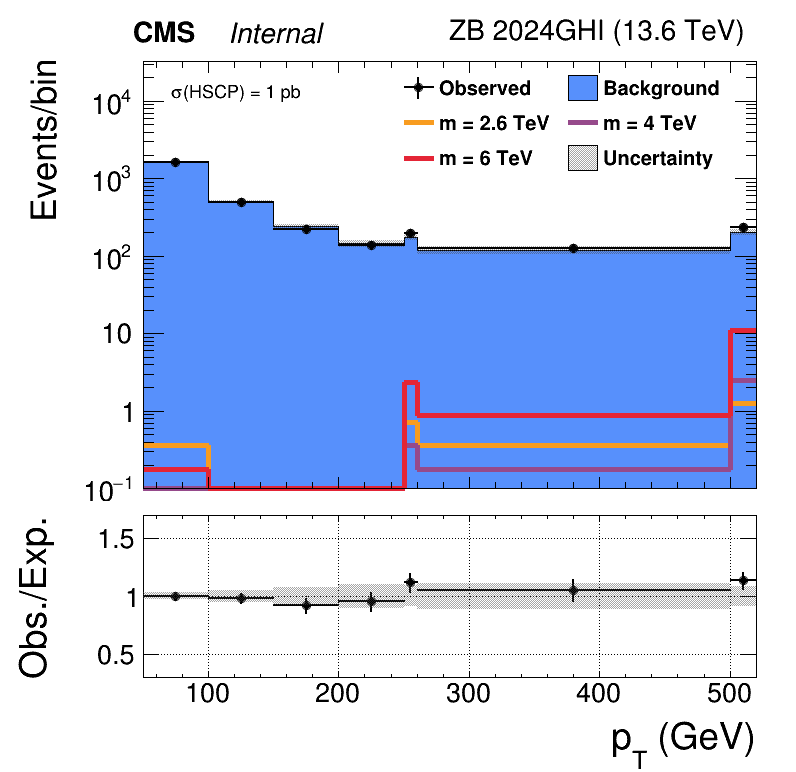 CMS Internal ZB 2024GHI (13.6 TeV)
Events/bin
σ(HSCP) = 1 pb
Observed Background
m = 2.6 TeV m = 4 TeV
m = 6 TeV Uncertainty
10⁴
10³
10²
10
1
10⁻¹
Obs./Exp.
1.5
1
0.5
100 200 300 400 500
p_T (GeV)